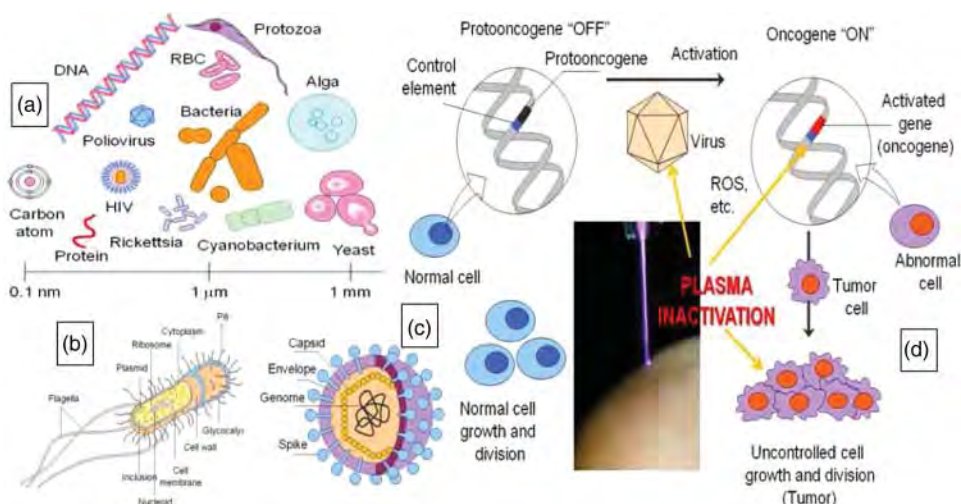 (a)
DNA
Protozoa
RBC
Alga
Bacteria
Poliovirus
Carbon
atom
HIV
Protein
Rickettsia
Cyanobacterium
Yeast
0.1 nm
1 μm
1 mm
(b)
Pili
Cytoplasm
Ribosome
Plasmid
Flagella
Glycocalyx
Cell wall
Cell
membrane
Inclusion
Nucleoid
(c)
Capsid
Envelope
Genome
Spike
Protooncogene "OFF"
Protooncogene
Control
element
Normal cell
Normal cell
growth and
division
Activation
Virus
ROS,
etc.
PLASMA
INACTIVATION
Oncogene "ON"
Activated
gene
(oncogene)
Abnormal
cell
Tumor
cell
(d)
Uncontrolled cell
growth and division
(Tumor)